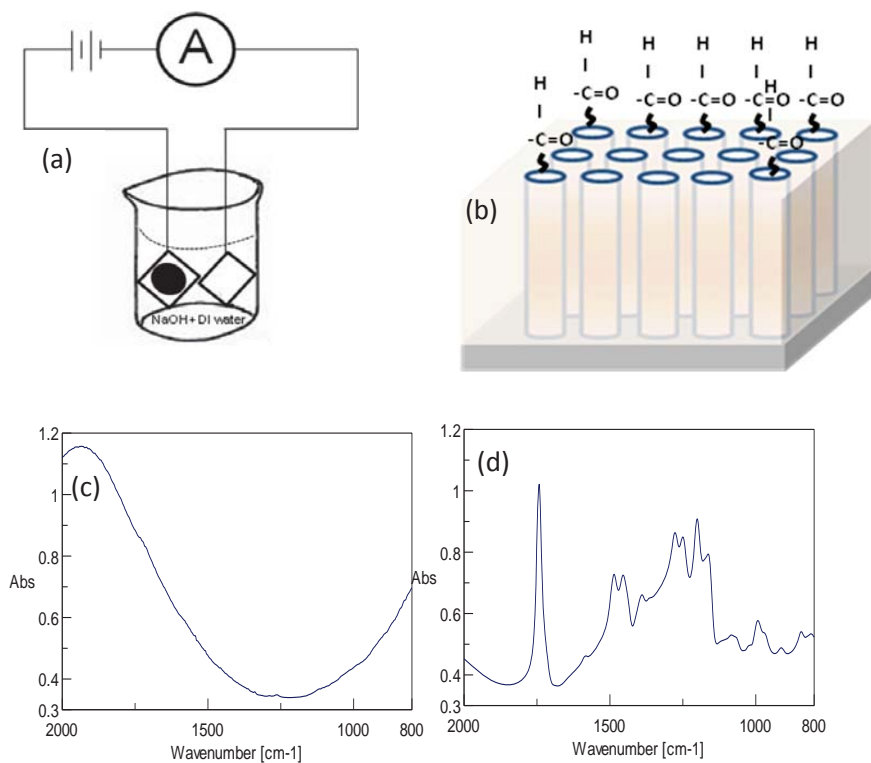 A
(a)
NaOH+ DI water
H H H H H H
I I I I I
-C=O -C=O -C=O -C=O -C=O
H
I
H
I
-C=O -C=O
(b)
1.2
1
0.8
Abs
0.6
0.4
0.3
2000 1500 1000 800
Wavenumber [cm-1]
(c)
1.2
1
0.8
Abs
0.6
0.4
0.3
2000 1500 1000 800
Wavenumber [cm-1]
(d)